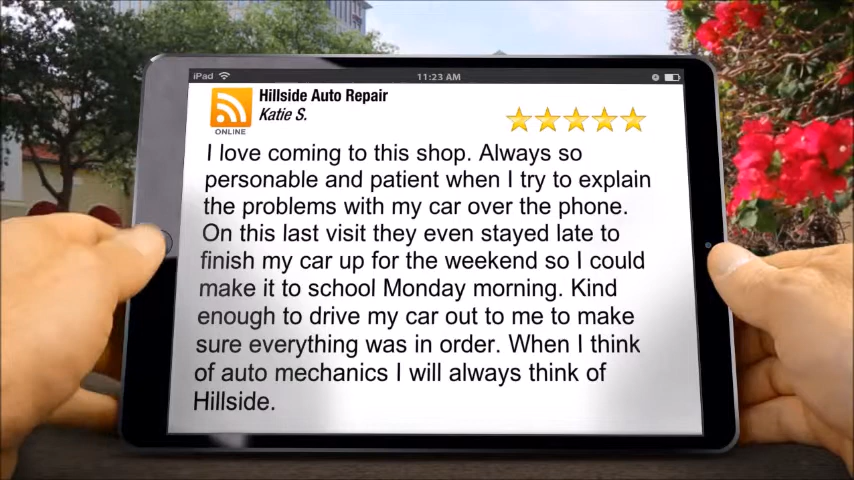 iPad
11:23 AM
Hillside Auto Repair
Katie S.
ONLINE
I love coming to this shop. Always so
personable and patient when I try to explain
the problems with my car over the phone.
On this last visit they even stayed late to
finish my car up for the weekend so I could
make it to school Monday morning. Kind
enough to drive my car out to me to make
sure everything was in order. When I think
of auto mechanics I will always think of
Hillside.